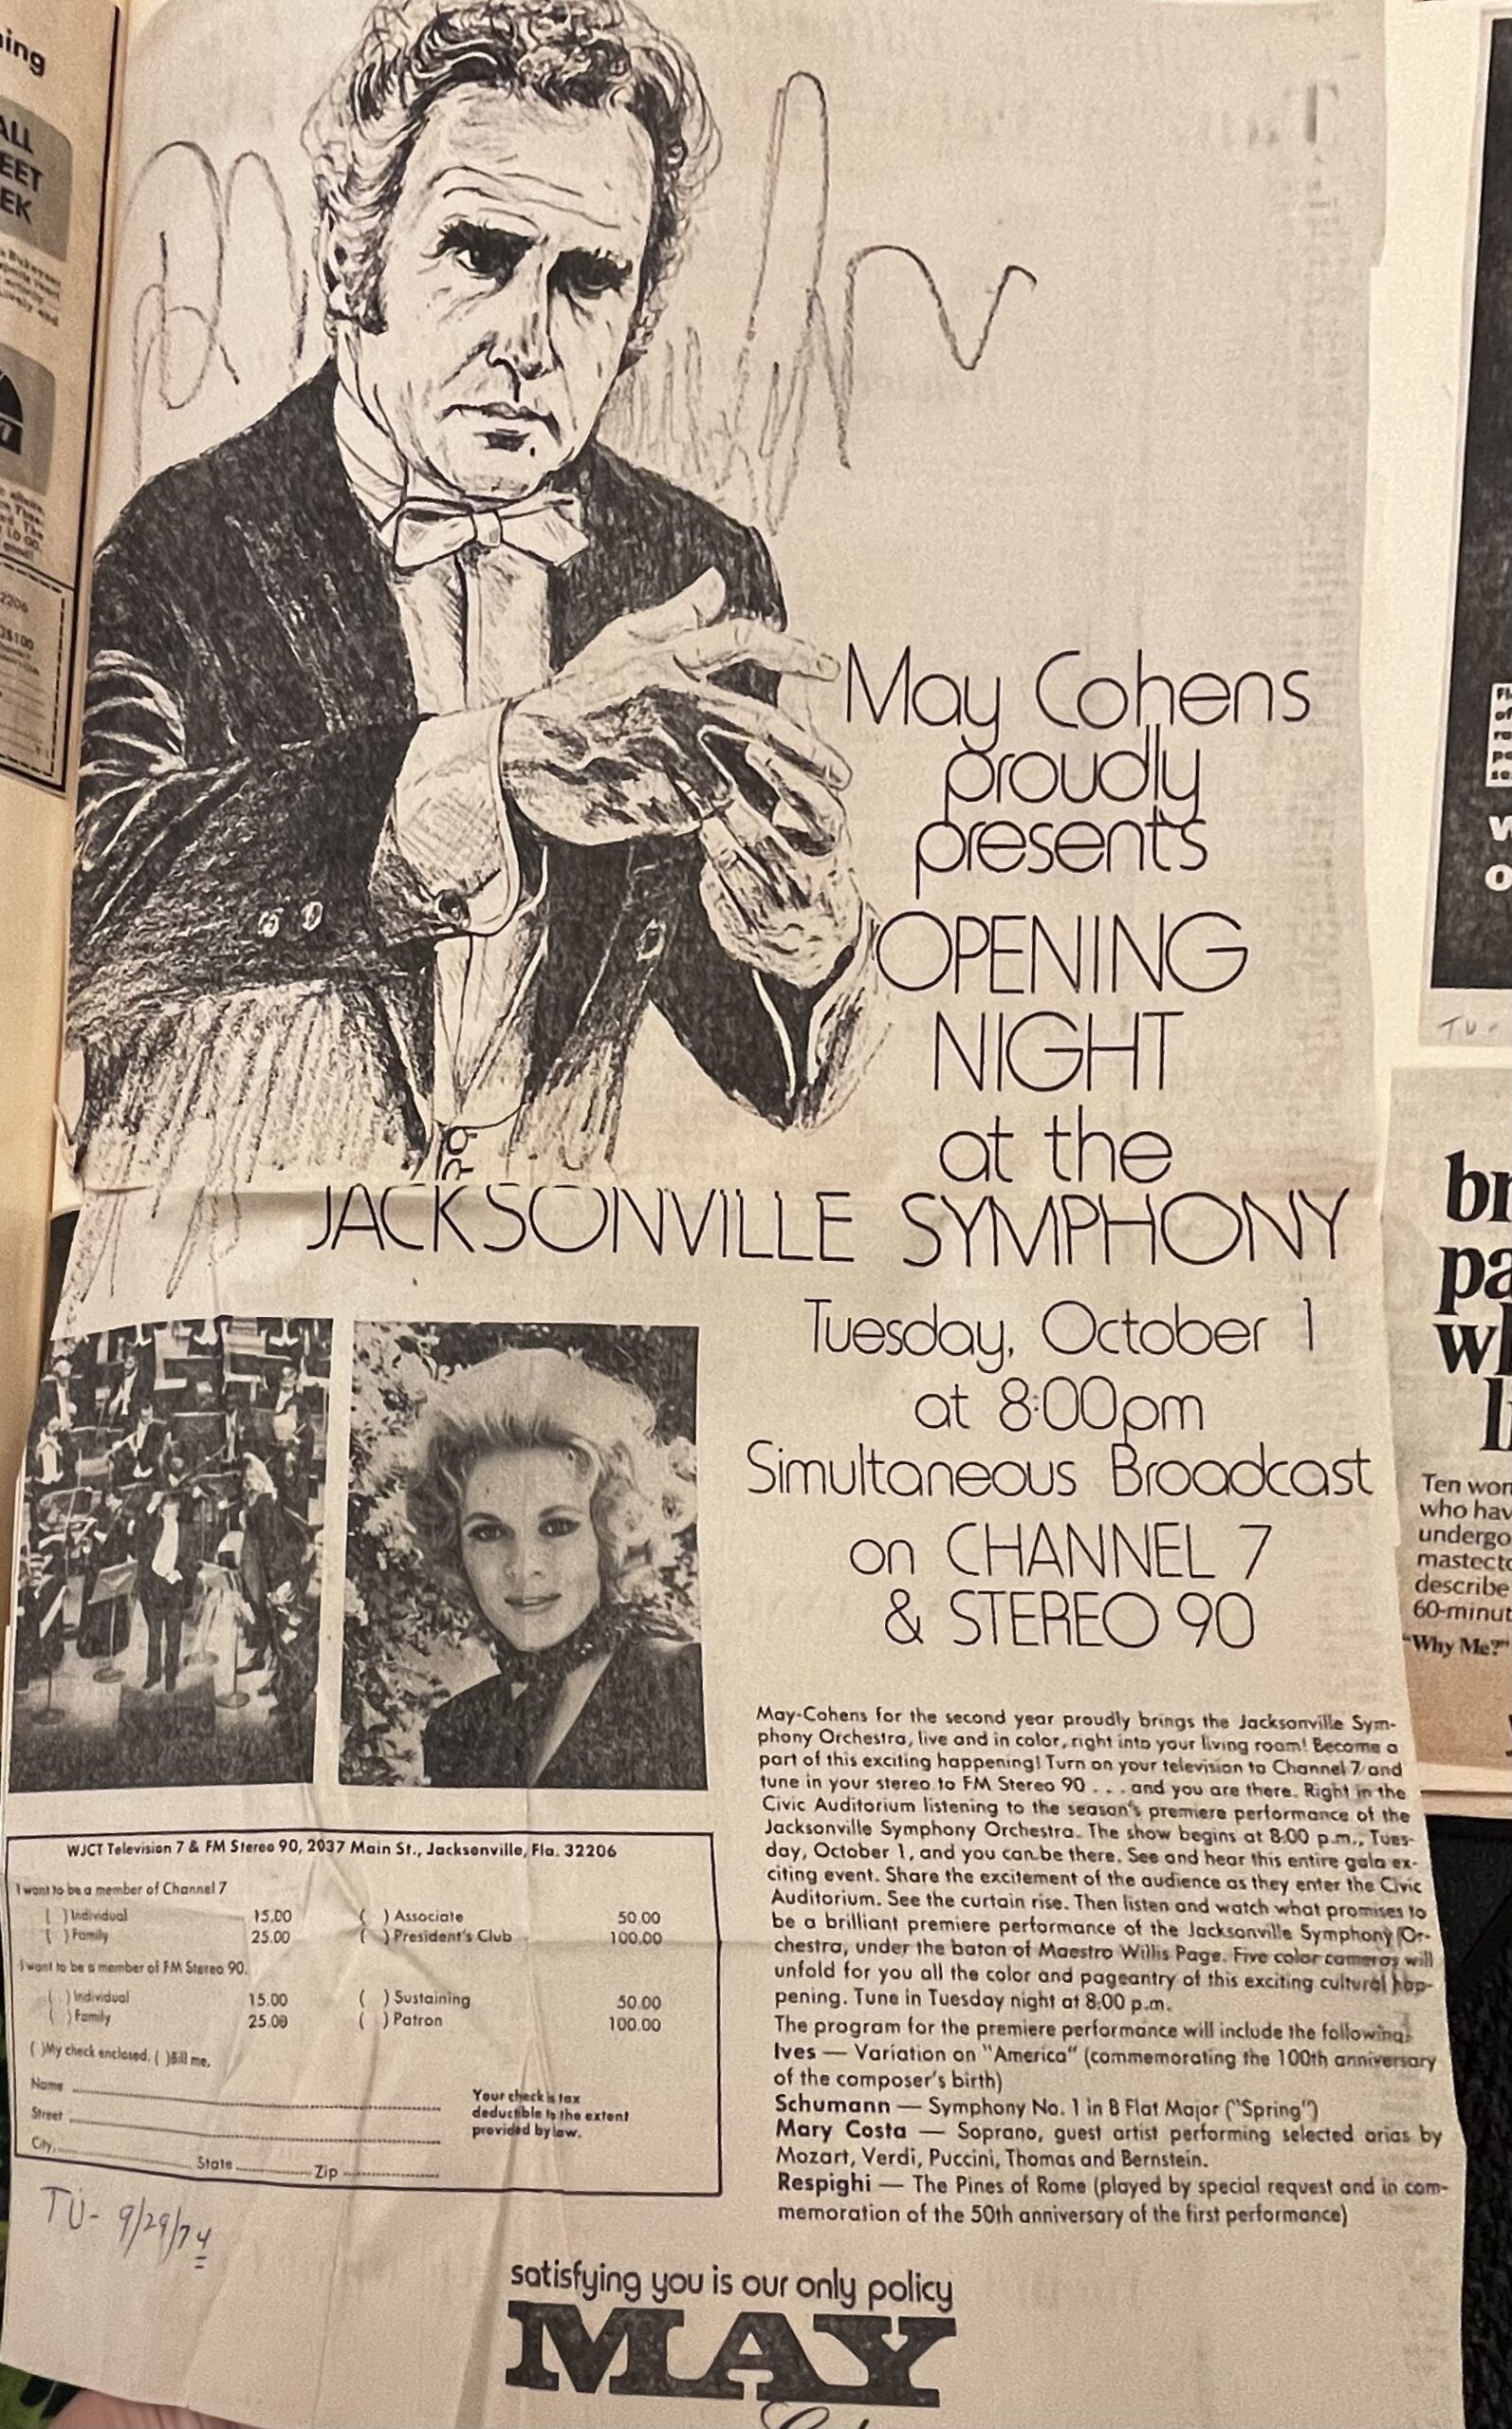 May Cohens
proudly
presents
OPENING
NIGHT
at the
JACKSONVILLE SYMPHONY
Tuesday, October 1
at 8:00pm
Simultaneous Broadcast
on CHANNEL 7
& STEREO 90
May-Cohens for the second year proudly brings the Jacksonville Sym-
phony Orchestra, live and in color, right into your living room! Become a
part of this exciting happening! Turn on your television to Channel 7 and
tune in your stereo to FM Stereo 90 . . . and you are there. Right in the
Civic Auditorium listening to the season's premiere performance of the
Jacksonville Symphony Orchestra. The show begins at 8:00 p.m., Tues-
day, October 1, and you can be there. See and hear this entire gala ex-
citing event. Share the excitement of the audience as they enter the Civic
Auditorium. See the curtain rise. Then listen and watch what promises to
be a brilliant premiere performance of the Jacksonville Symphony Or-
chestra, under the baton of Maestro Willis Page. Five color cameras will
unfold for you all the color and pageantry of this exciting cultural hap-
pening. Tune in Tuesday night at 8:00 p.m.
The program for the premiere performance will include the following:
Ives — Variation on "America" (commemorating the 100th anniversary
of the composer's birth)
Schumann — Symphony No. 1 in B Flat Major ("Spring")
Mary Costa — Soprano, guest artist performing selected arias by
Mozart, Verdi, Puccini, Thomas and Bernstein.
Respighi — The Pines of Rome (played by special request and in com-
memoration of the 50th anniversary of the first performance)
WJCT Television 7 & FM Stereo 90, 2037 Main St., Jacksonville, Fla. 32206
I want to be a member of Channel 7
( ) Individual 15.00 ( ) Associate 50.00
( ) Family 25.00 ( ) President's Club 100.00
I want to be a member of FM Stereo 90.
( ) Individual 15.00 ( ) Sustaining 50.00
( ) Family 25.00 ( ) Patron 100.00
( )My check enclosed. ( )Bill me.
Name
Street
City, State Zip
Your check is tax
deductible to the extent
provided by law.
TU- 9/29/74
satisfying you is our only policy
MAY
ALL
EET
EK
2206
TU-
Ten
who
describe
"Why Me?"